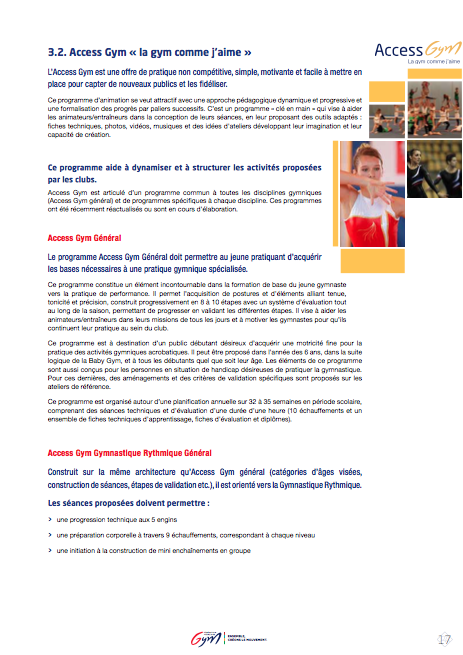 3.2. Access Gym « la gym comme j'aime »
Access Gym
La gym comme j'aime
L'Access Gym est une offre de pratique non compétitive, simple, motivante et facile à mettre en
place pour capter de nouveaux publics et les fidéliser.
Ce programme d'animation se veut attractif avec une approche pédagogique dynamique et progressive et
une formalisation des progrès par paliers successifs. C'est un programme « clé en main » qui vise à aider
les animateurs/entraîneurs dans la conception de leurs séances, en leur proposant des outils adaptés :
fiches techniques, photos, vidéos, musiques et des idées d'ateliers développant leur imagination et leur
capacité de création.
Ce programme aide à dynamiser et à structurer les activités proposées
par les clubs.
Access Gym est articulé d'un programme commun à toutes les disciplines gymniques
(Access Gym général) et de programmes spécifiques à chaque discipline. Ces programmes
ont été récemment réactualisés ou sont en cours d'élaboration.
Access Gym Général
Le programme Access Gym Général doit permettre au jeune pratiquant d'acquérir
les bases nécessaires à une pratique gymnique spécialisée.
Ce programme constitue un élément incontournable dans la formation de base du jeune gymnaste
vers la pratique de performance. Il permet l'acquisition de postures et d'éléments alliant tenue,
tonicité et précision, construit progressivement en 8 à 10 étapes avec un système d'évaluation tout
au long de la saison, permettant de progresser en validant les différentes étapes. Il vise à aider les
animateurs/entraîneurs dans leurs missions de tous les jours et à motiver les gymnastes pour qu'ils
continuent leur pratique au sein du club.
Ce programme est à destination d'un public débutant désireux d'acquérir une motricité fine pour la
pratique des activités gymniques acrobatiques. Il peut être proposé dans l'année des 6 ans, dans la suite
logique de la Baby Gym, et à tous les débutants quel que soit leur âge. Les éléments de ce programme
sont aussi conçus pour les personnes en situation de handicap désireuses de pratiquer la gymnastique.
Pour ces dernières, des aménagements et des critères de validation spécifiques sont proposés sur les
ateliers de référence.
Ce programme est organisé autour d'une planification annuelle sur 32 à 35 semaines en période scolaire,
comprenant des séances techniques et d'évaluation d'une durée d'une heure (10 échauffements et un
ensemble de fiches techniques d'apprentissage, fiches d'évaluation et diplômes).
Access Gym Gymnastique Rythmique Général
Construit sur la même architecture qu'Access Gym général (catégories d'âges visées,
construction de séances, étapes de validation etc.), il est orienté vers la Gymnastique Rythmique.
Les séances proposées doivent permettre :
> une progression technique aux 5 engins
> une préparation corporelle à travers 9 échauffements, correspondant à chaque niveau
> une initiation à la construction de mini enchaînements en groupe
Gym
ENSEMBLE,
CRÉONS LE MOUVEMENT
17